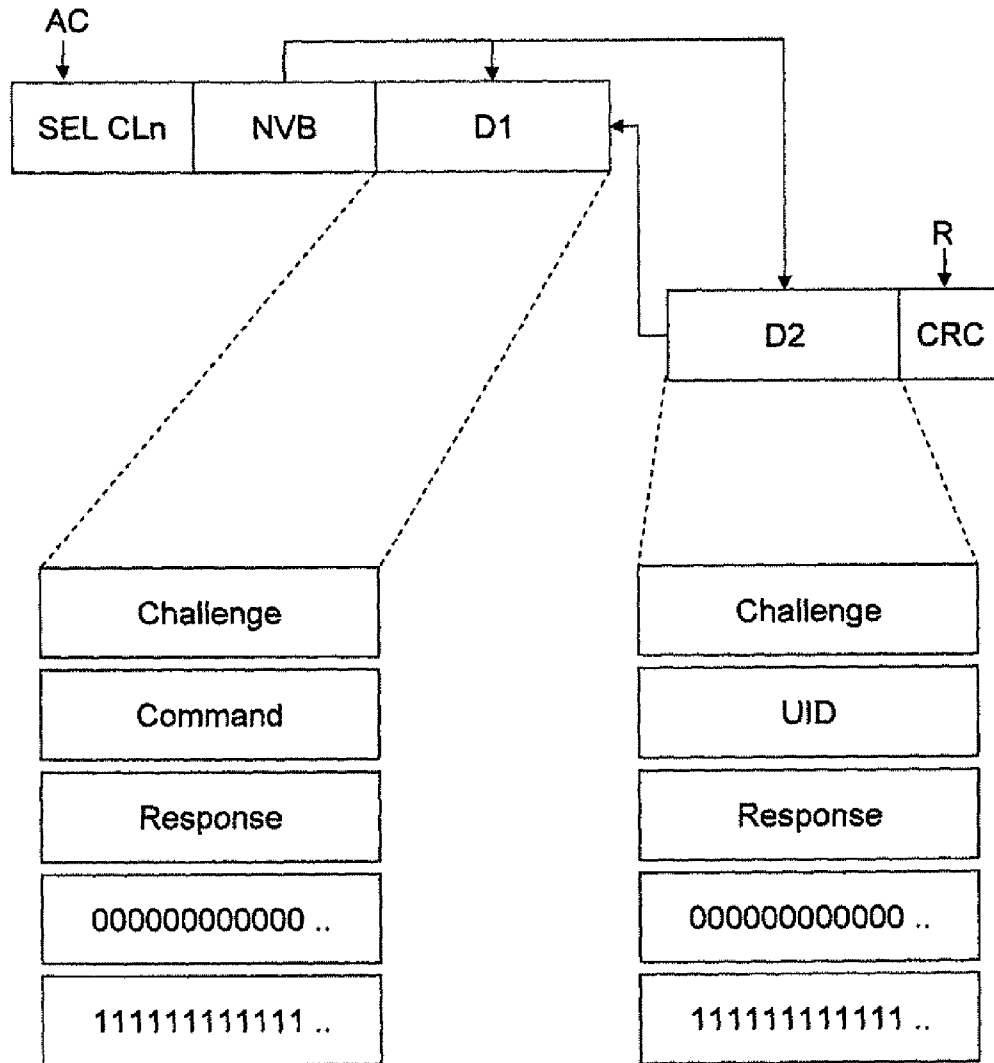 AC
SEL CLn NVB D1
R
D2 CRC
Challenge Challenge
Command UID
Response Response
000000000000 .. 000000000000 ..
111111111111 .. 111111111111 ..